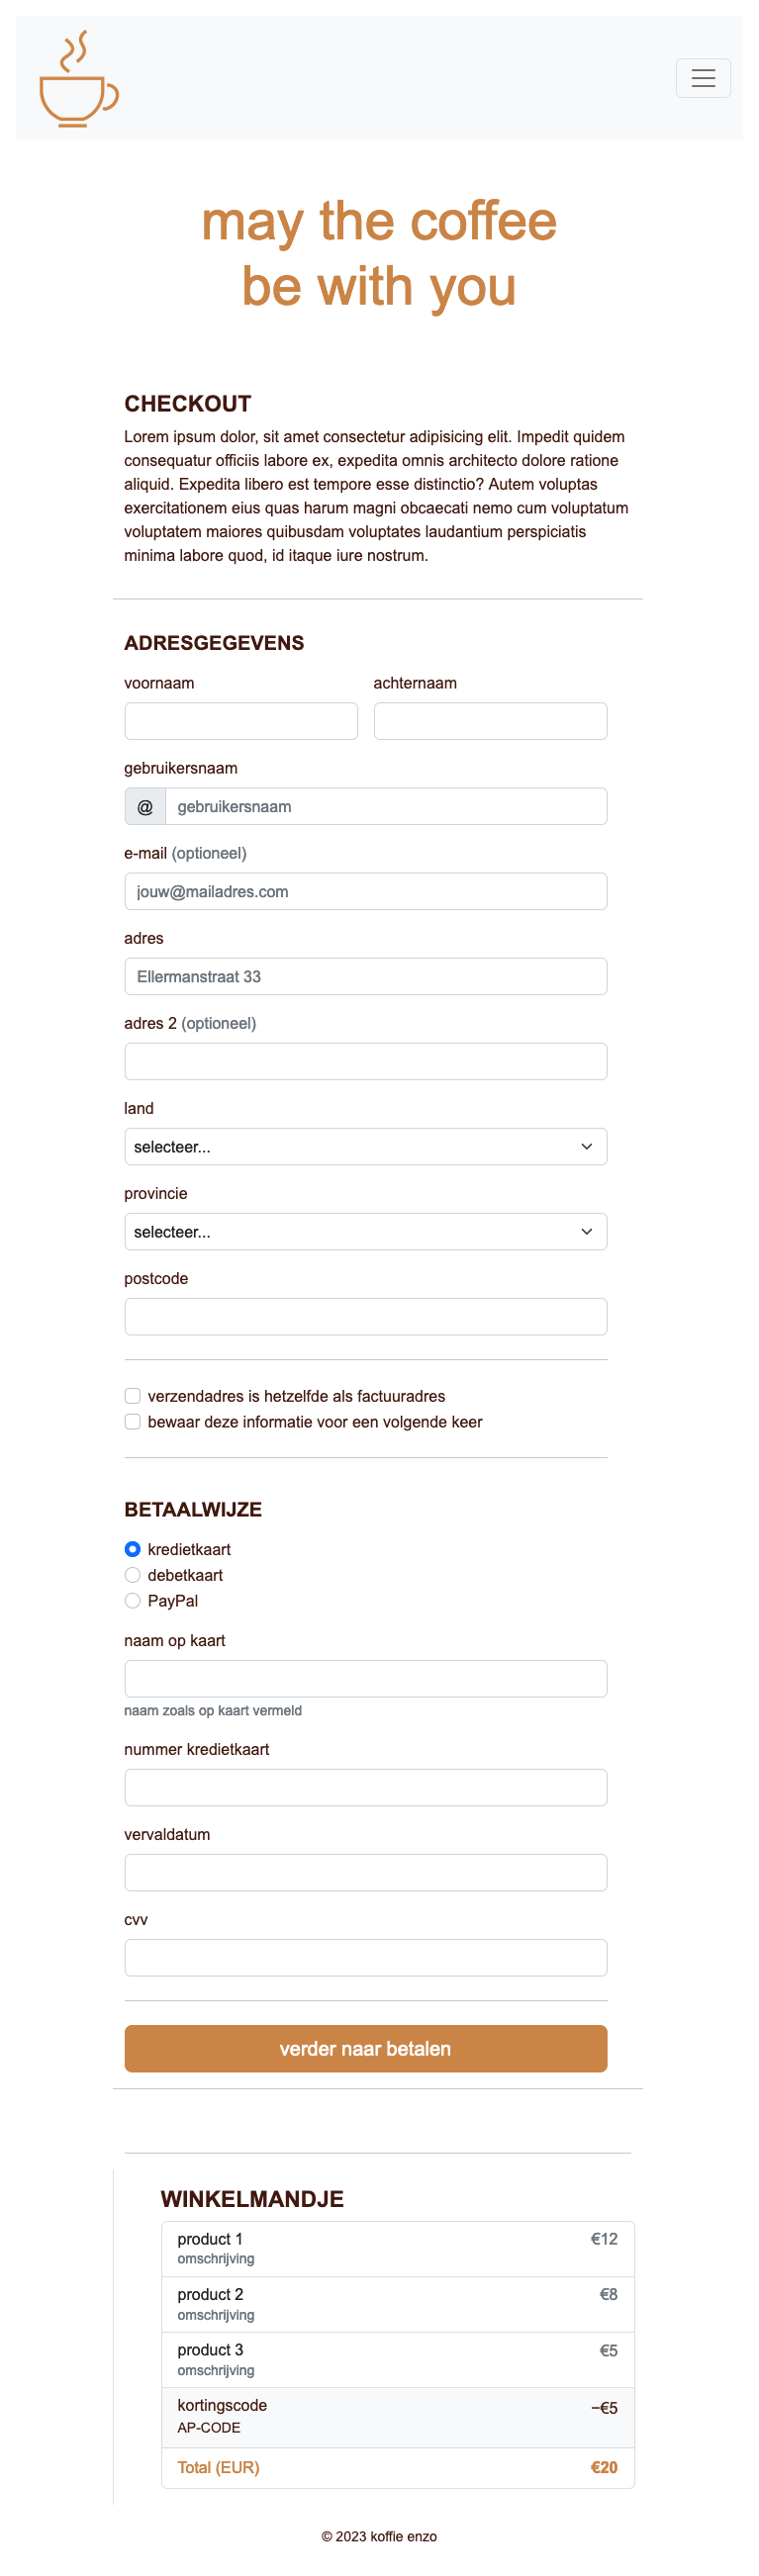 may the coffee
be with you
CHECKOUT
Lorem ipsum dolor, sit amet consectetur adipisicing elit. Impedit quidem
consequatur officiis labore ex, expedita omnis architecto dolore ratione
aliquid. Expedita libero est tempore esse distinctio? Autem voluptas
exercitationem eius quas harum magni obcaecati nemo cum voluptatum
voluptatem maiores quibusdam voluptates laudantium perspiciatis
minima labore quod, id itaque iure nostrum.
ADRESGEGEVENS
voornaam achternaam
gebruikersnaam
@ gebruikersnaam
e-mail (optioneel)
jouw@mailadres.com
adres
Ellermanstraat 33
adres 2 (optioneel)
land
selecteer...
provincie
selecteer...
postcode
verzendadres is hetzelfde als factuuradres
bewaar deze informatie voor een volgende keer
BETAALWIJZE
kredietkaart
debetkaart
PayPal
naam op kaart
naam zoals op kaart vermeld
nummer kredietkaart
vervaldatum
cvv
verder naar betalen
WINKELMANDJE
product 1 €12
omschrijving
product 2 €8
omschrijving
product 3 €5
omschrijving
kortingscode −€5
AP-CODE
Total (EUR) €20
© 2023 koffie enzo